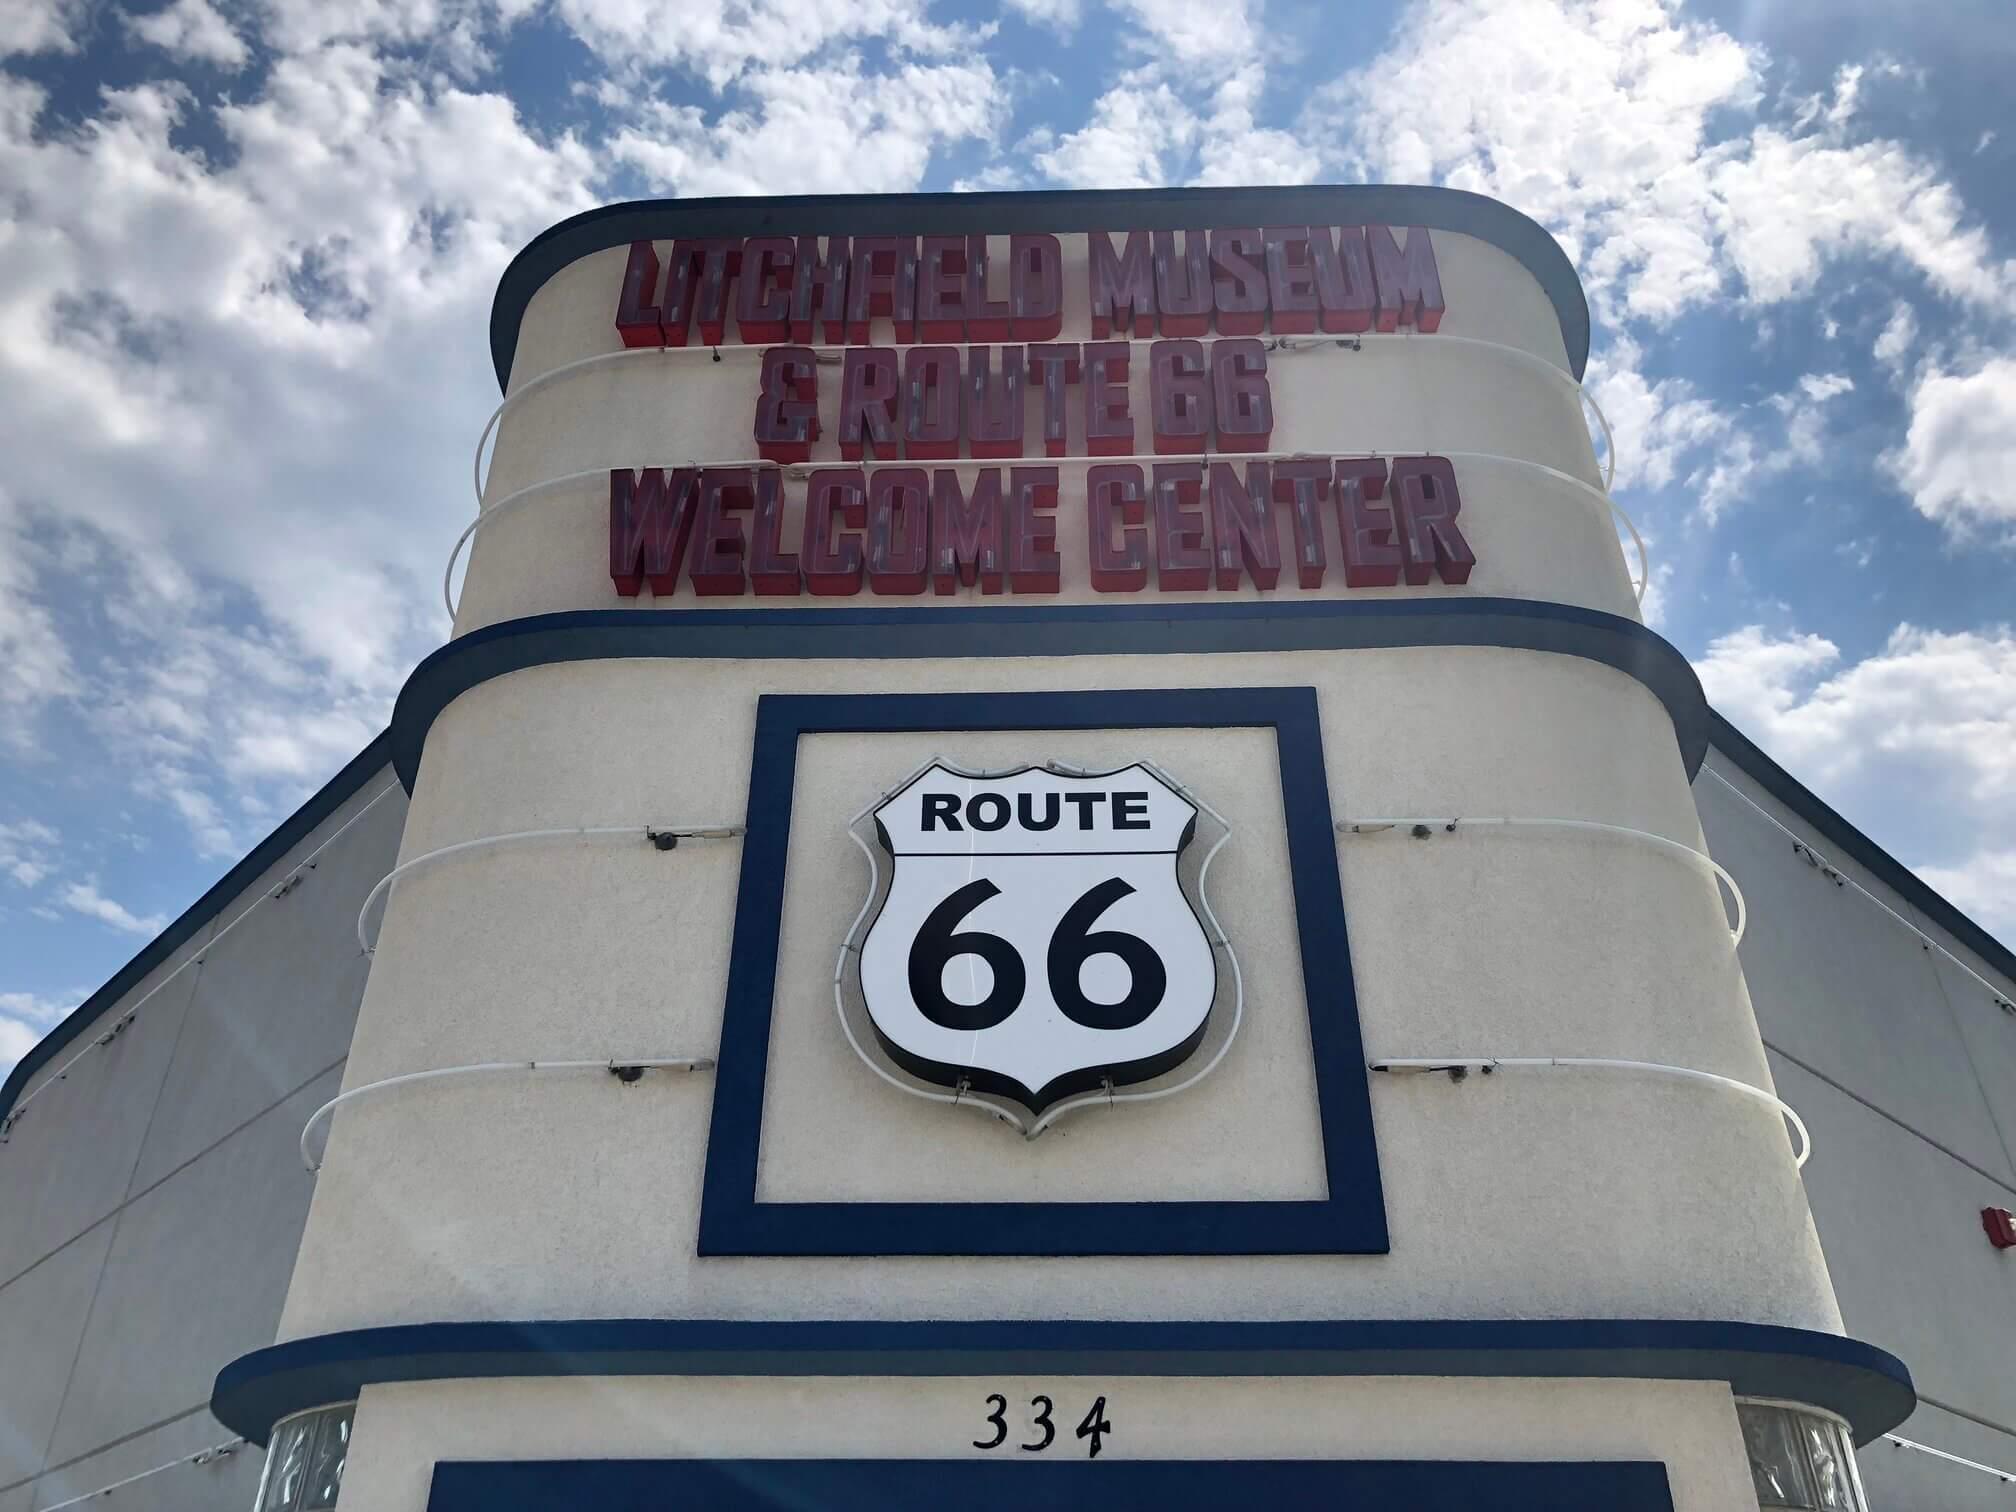 LITCHFIELD MUSEUM
& ROUTE 66
WELCOME CENTER
ROUTE
66
334